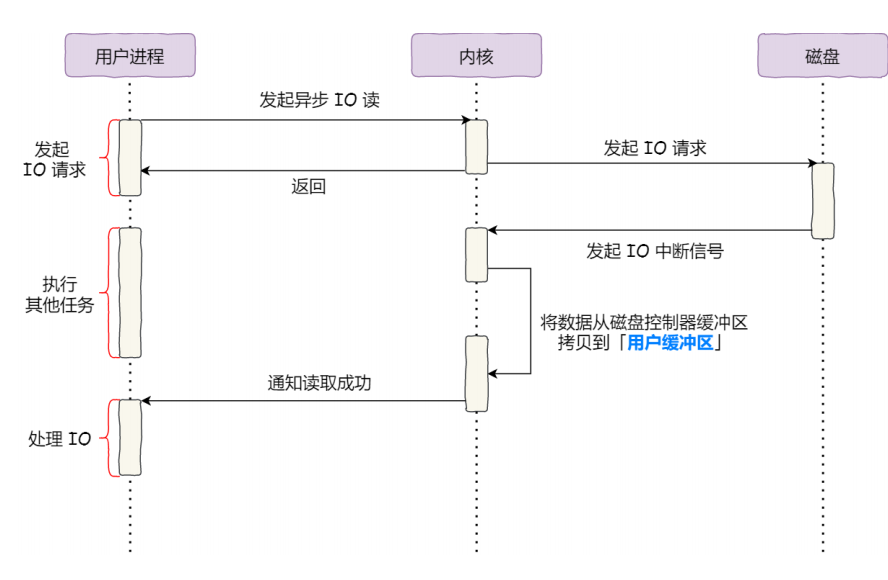 用户进程
内核
磁盘
发起异步 IO 读
发起
IO 请求
发起 IO 请求
返回
发起 IO 中断信号
执行
其他任务
将数据从磁盘控制器缓冲区
拷贝到「用户缓冲区」
通知读取成功
处理 IO